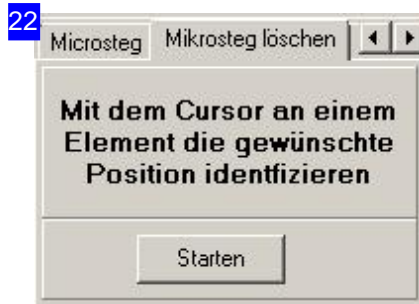 22
Microsteg Mikrosteg löschen
Mit dem Cursor an einem
Element die gewünschte
Position identfizieren
Starten